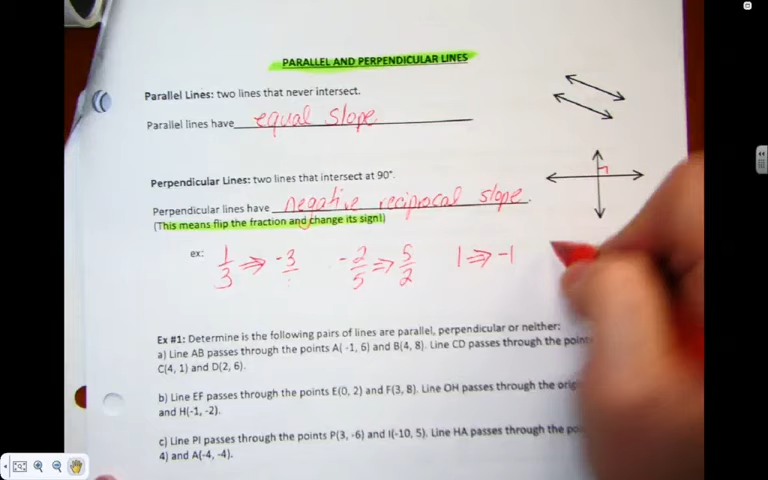 PARALLEL AND PERPENDICULAR LINES
Parallel Lines: two lines that never intersect.
Parallel lines have equal slope
Perpendicular Lines: two lines that intersect at 90°.
Perpendicular lines have negative reciprocal slope.
(This means flip the fraction and change its sign!)
ex: 1/3 ⇒ -3/ -2/5 ⇒ 5/2 1 ⇒ -1
Ex #1: Determine is the following pairs of lines are parallel, perpendicular or neither:
a) Line AB passes through the points A( -1, 6) and B(4, 8). Line CD passes through the
C(4, 1) and D(2, 6).
b) Line EF passes through the points E(0, 2) and F(3, 8). Line OH passes through the
and H(-1, -2).
c) Line PI passes through the points P(3, -6) and I(-10, 5). Line HA passes through the
4) and A(-4, -4).